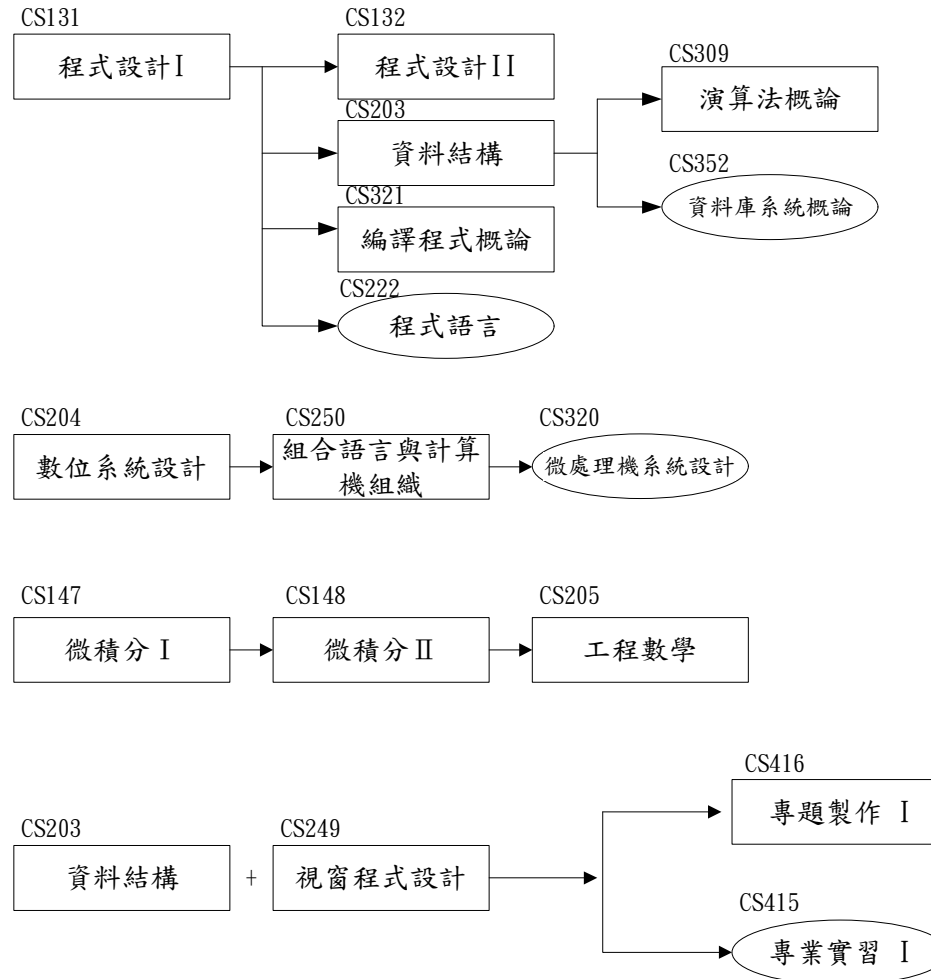 CS131
程式設計Ⅰ
CS132
程式設計II
CS203
資料結構
CS309
演算法概論
CS352
資料庫系統概論
CS321
編譯程式概論
CS222
程式語言
CS204
數位系統設計
CS250
組合語言與計算
機組織
CS320
微處理機系統設計
CS147
微積分Ⅰ
CS148
微積分Ⅱ
CS205
工程數學
CS203
資料結構
+
CS249
視窗程式設計
CS416
專題製作 Ⅰ
CS415
專業實習 Ⅰ